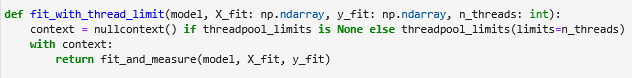 def fit_with_thread_limit(model, X_fit: np.ndarray, y_fit: np.ndarray, n_threads: int):
    context = nullcontext() if threadpool_limits is None else threadpool_limits(limits=n_threads)
    with context:
        return fit_and_measure(model, X_fit, y_fit)